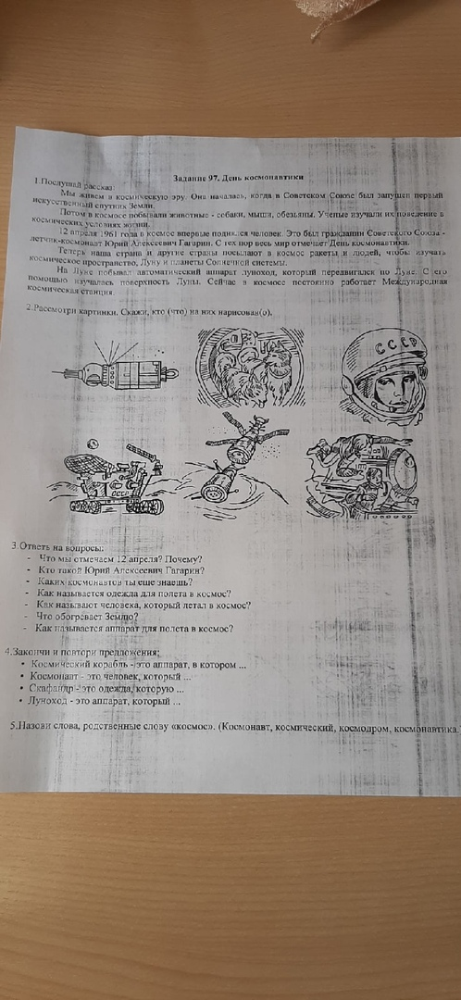 Задание 97. День космонавтики
1.Послушай рассказ:
Мы живем в космическую эру. Она началась, когда в Советском Союзе был запущен первый
искусственный спутник Земли.
Потом в космосе побывали животные - собаки, мыши, обезьяны. Ученые изучали их поведение в
космических условиях жизни.
12 апреля 1961 года в космос впервые поднялся человек. Это был гражданин Советского Союза -
летчик-космонавт Юрий Алексеевич Гагарин. С тех пор весь мир отмечает День космонавтики.
Теперь наша страна и другие страны посылают в космос ракеты и людей, чтобы изучать
космическое пространство, Луну и планеты Солнечной системы.
На Луне побывал автоматический аппарат луноход, который передвигался по Луне. С его
помощью изучалась поверхность Луны. Сейчас в космосе постоянно работает Международная
космическая станция.
2.Рассмотри картинки. Скажи, кто (что) на них нарисован(о).
СССР
СССР
3.Ответь на вопросы:
- Что мы отмечаем 12 апреля? Почему?
- Кто такой Юрий Алексеевич Гагарин?
- Каких космонавтов ты еще знаешь?
- Как называется одежда для полета в космос?
- Как называют человека, который летал в космос?
- Что обогревает Землю?
- Как называется аппарат для полета в космос?
4.Закончи и повтори предложения:
• Космический корабль - это аппарат, в котором ...
• Космонавт - это человек, который ...
• Скафандр - это одежда, которую ...
• Луноход - это аппарат, который ...
5.Назови слова, родственные слову «космос». (Космонавт, космический, космодром, космонавтика.